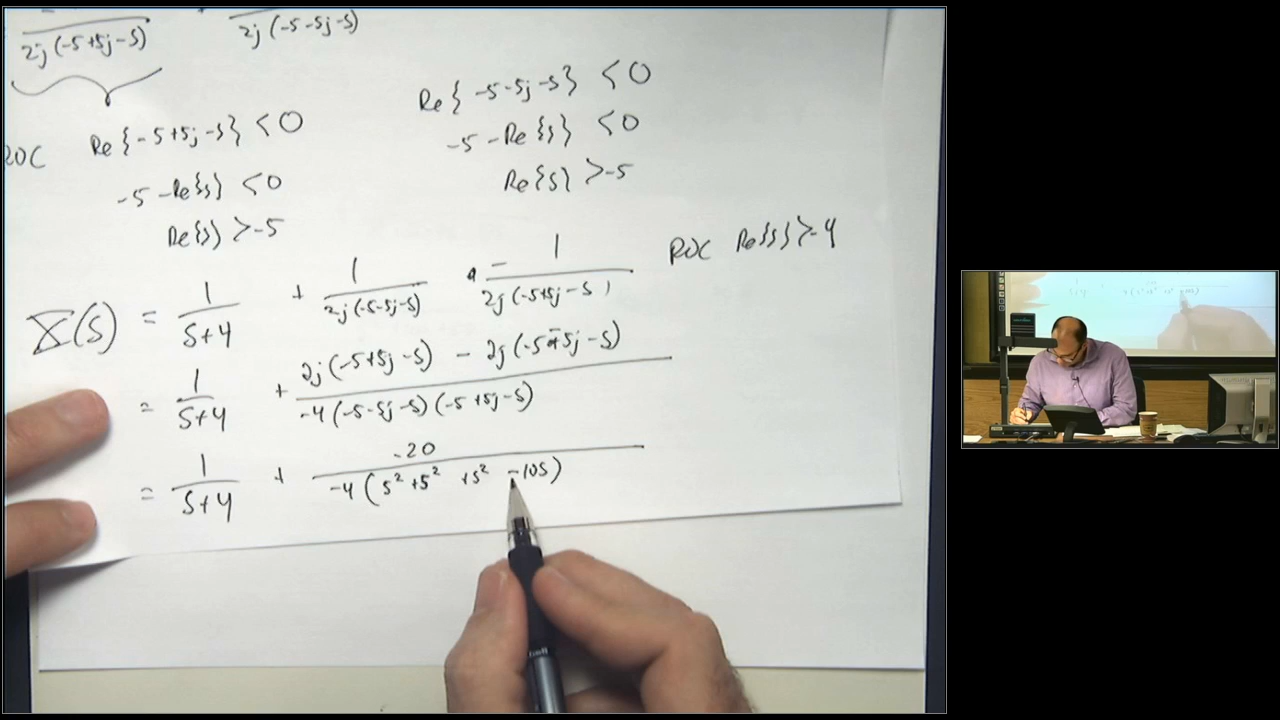 2j(-5+5j-s) 2j(-5-5j-s)
Re{-5-5j-s} < 0
ROC Re{-5+5j-s} < 0
-5-Re{s} < 0
-5-Re{s} < 0
Re{s} > -5
Re{s} > -5
ROC Re{s} > -4
X(s) = 1/(s+4) + 1/(2j(-5-5j-s)) - 1/(2j(-5+5j-s))
= 1/(s+4) + (2j(-5+5j-s) - 2j(-5-5j-s))/(-4(-5-5j-s)(-5+5j-s))
= 1/(s+4) + -20/(-4(5²+5² +s² -10s))